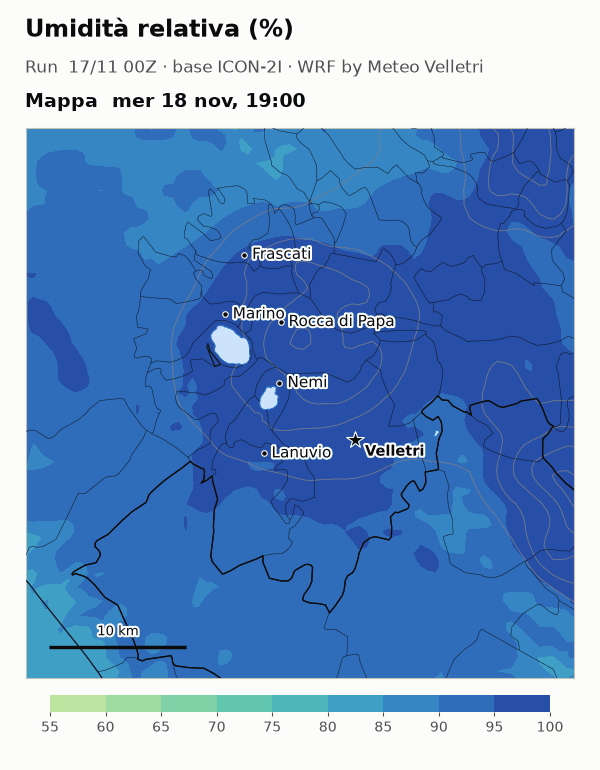 Umidità relativa (%)
Run  17/11 00Z · base ICON-2I · WRF by Meteo Velletri
Mappa  mer 18 nov, 19:00
Frascati
Marino
Rocca di Papa
Nemi
Velletri
Lanuvio
10 km
55 60 65 70 75 80 85 90 95 100